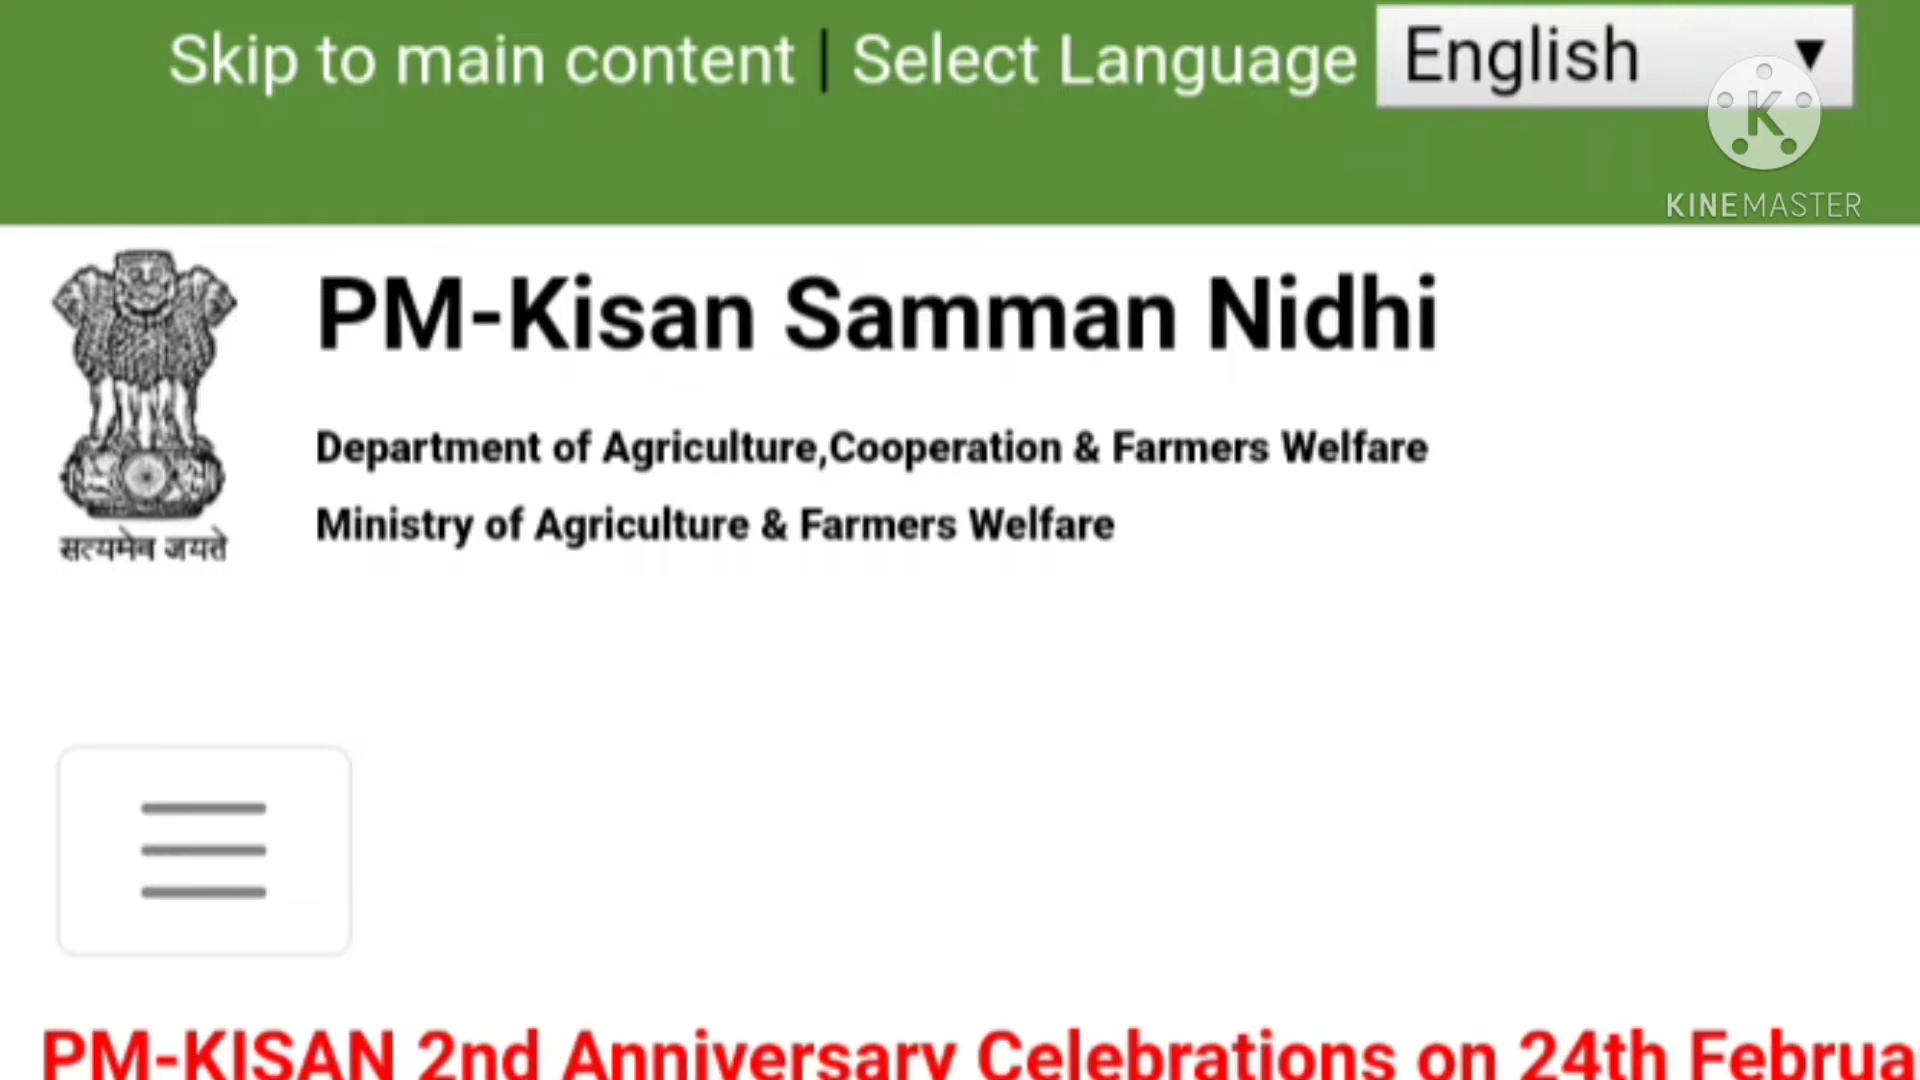 Skip to main content | Select Language English
K
KINEMASTER
PM-Kisan Samman Nidhi
Department of Agriculture,Cooperation & Farmers Welfare
Ministry of Agriculture & Farmers Welfare
सत्यमेव जयते
PM-KISAN 2nd Anniversary Celebrations on 24th Februa